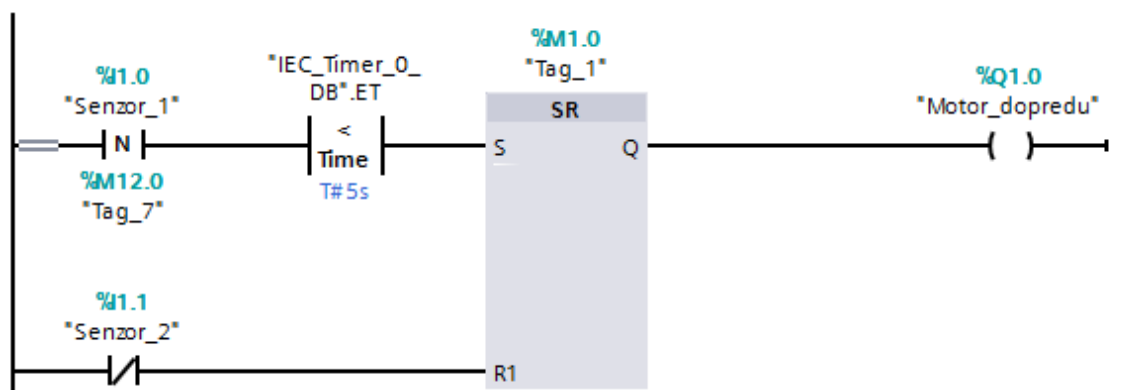 %M1.0
"IEC_Timer_0_
"Tag_1"
%I1.0
DB".ET
%Q1.0
"Senzor_1"
SR
"Motor_dopredu"
N
<
Time
S
Q
( )
%M12.0
T#5s
"Tag_7"
%I1.1
"Senzor_2"
R1